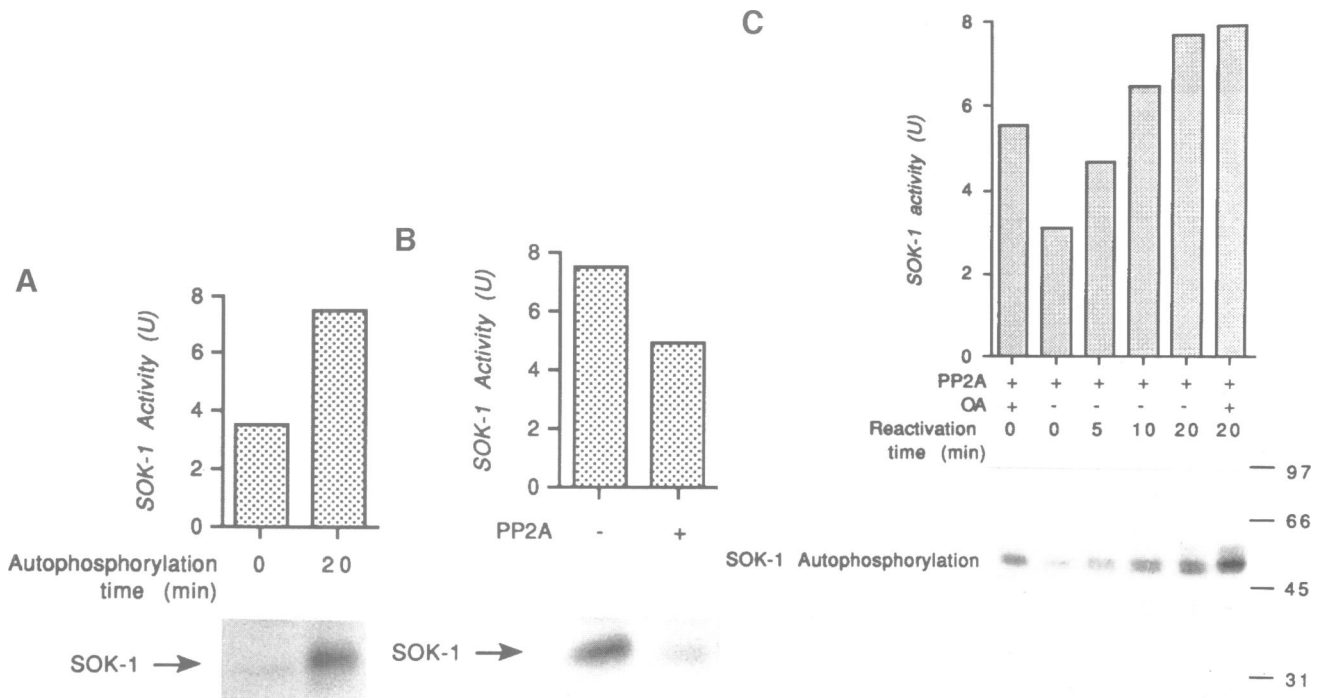 A
SOK-1 Activity (U)
8
6
4
2
0
Autophosphorylation 0 20
time (min)
SOK-1
B
SOK-1 Activity (U)
8
6
4
2
0
PP2A - +
SOK-1
C
SOK-1 activity (U)
8
6
4
2
0
PP2A + + + + + +
OA + - - - - +
Reactivation 0 0 5 10 20 20
time (min)
97
66
SOK-1 Autophosphorylation
45
31